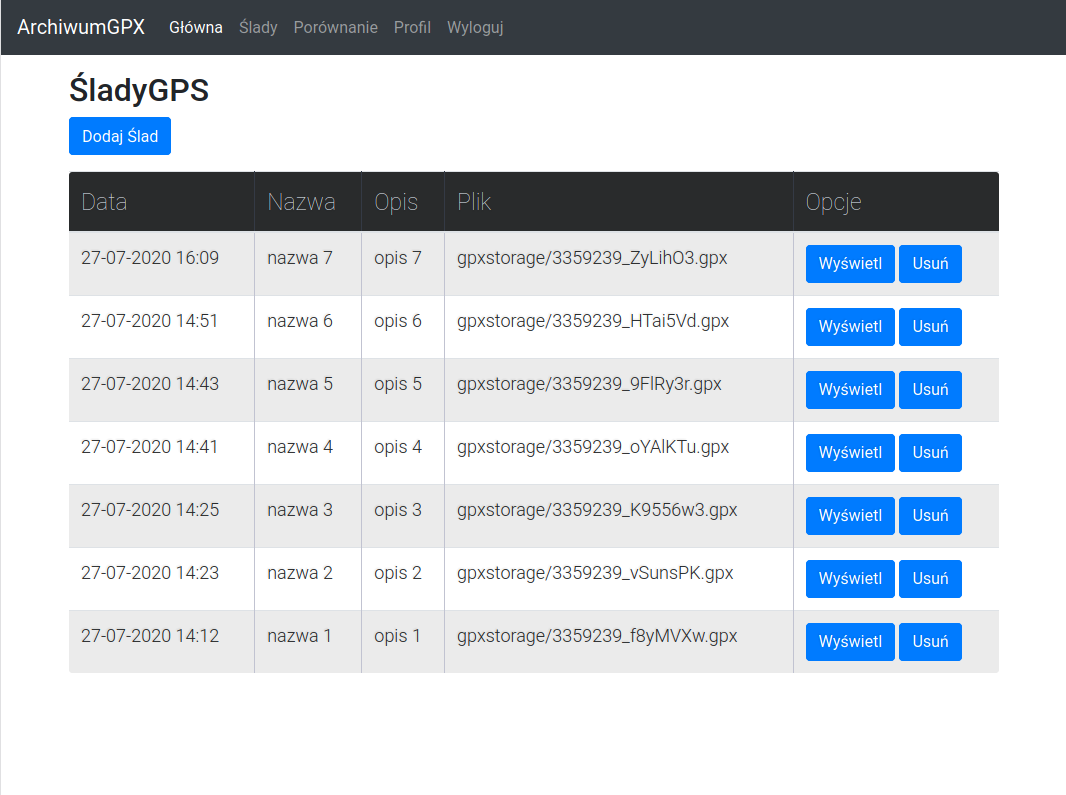 ArchiwumGPX Główna Ślady Porównanie Profil Wyloguj
ŚladyGPS
Dodaj Ślad
Data Nazwa Opis Plik Opcje
27-07-2020 16:09 nazwa 7 opis 7 gpxstorage/3359239_ZyLihO3.gpx Wyświetl Usuń
27-07-2020 14:51 nazwa 6 opis 6 gpxstorage/3359239_HTai5Vd.gpx Wyświetl Usuń
27-07-2020 14:43 nazwa 5 opis 5 gpxstorage/3359239_9FlRy3r.gpx Wyświetl Usuń
27-07-2020 14:41 nazwa 4 opis 4 gpxstorage/3359239_oYAlKTu.gpx Wyświetl Usuń
27-07-2020 14:25 nazwa 3 opis 3 gpxstorage/3359239_K9556w3.gpx Wyświetl Usuń
27-07-2020 14:23 nazwa 2 opis 2 gpxstorage/3359239_vSunsPK.gpx Wyświetl Usuń
27-07-2020 14:12 nazwa 1 opis 1 gpxstorage/3359239_f8yMVXw.gpx Wyświetl Usuń